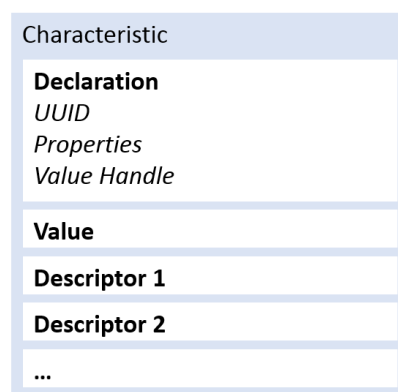 Characteristic
Declaration
UUID
Properties
Value Handle
Value
Descriptor 1
Descriptor 2
...